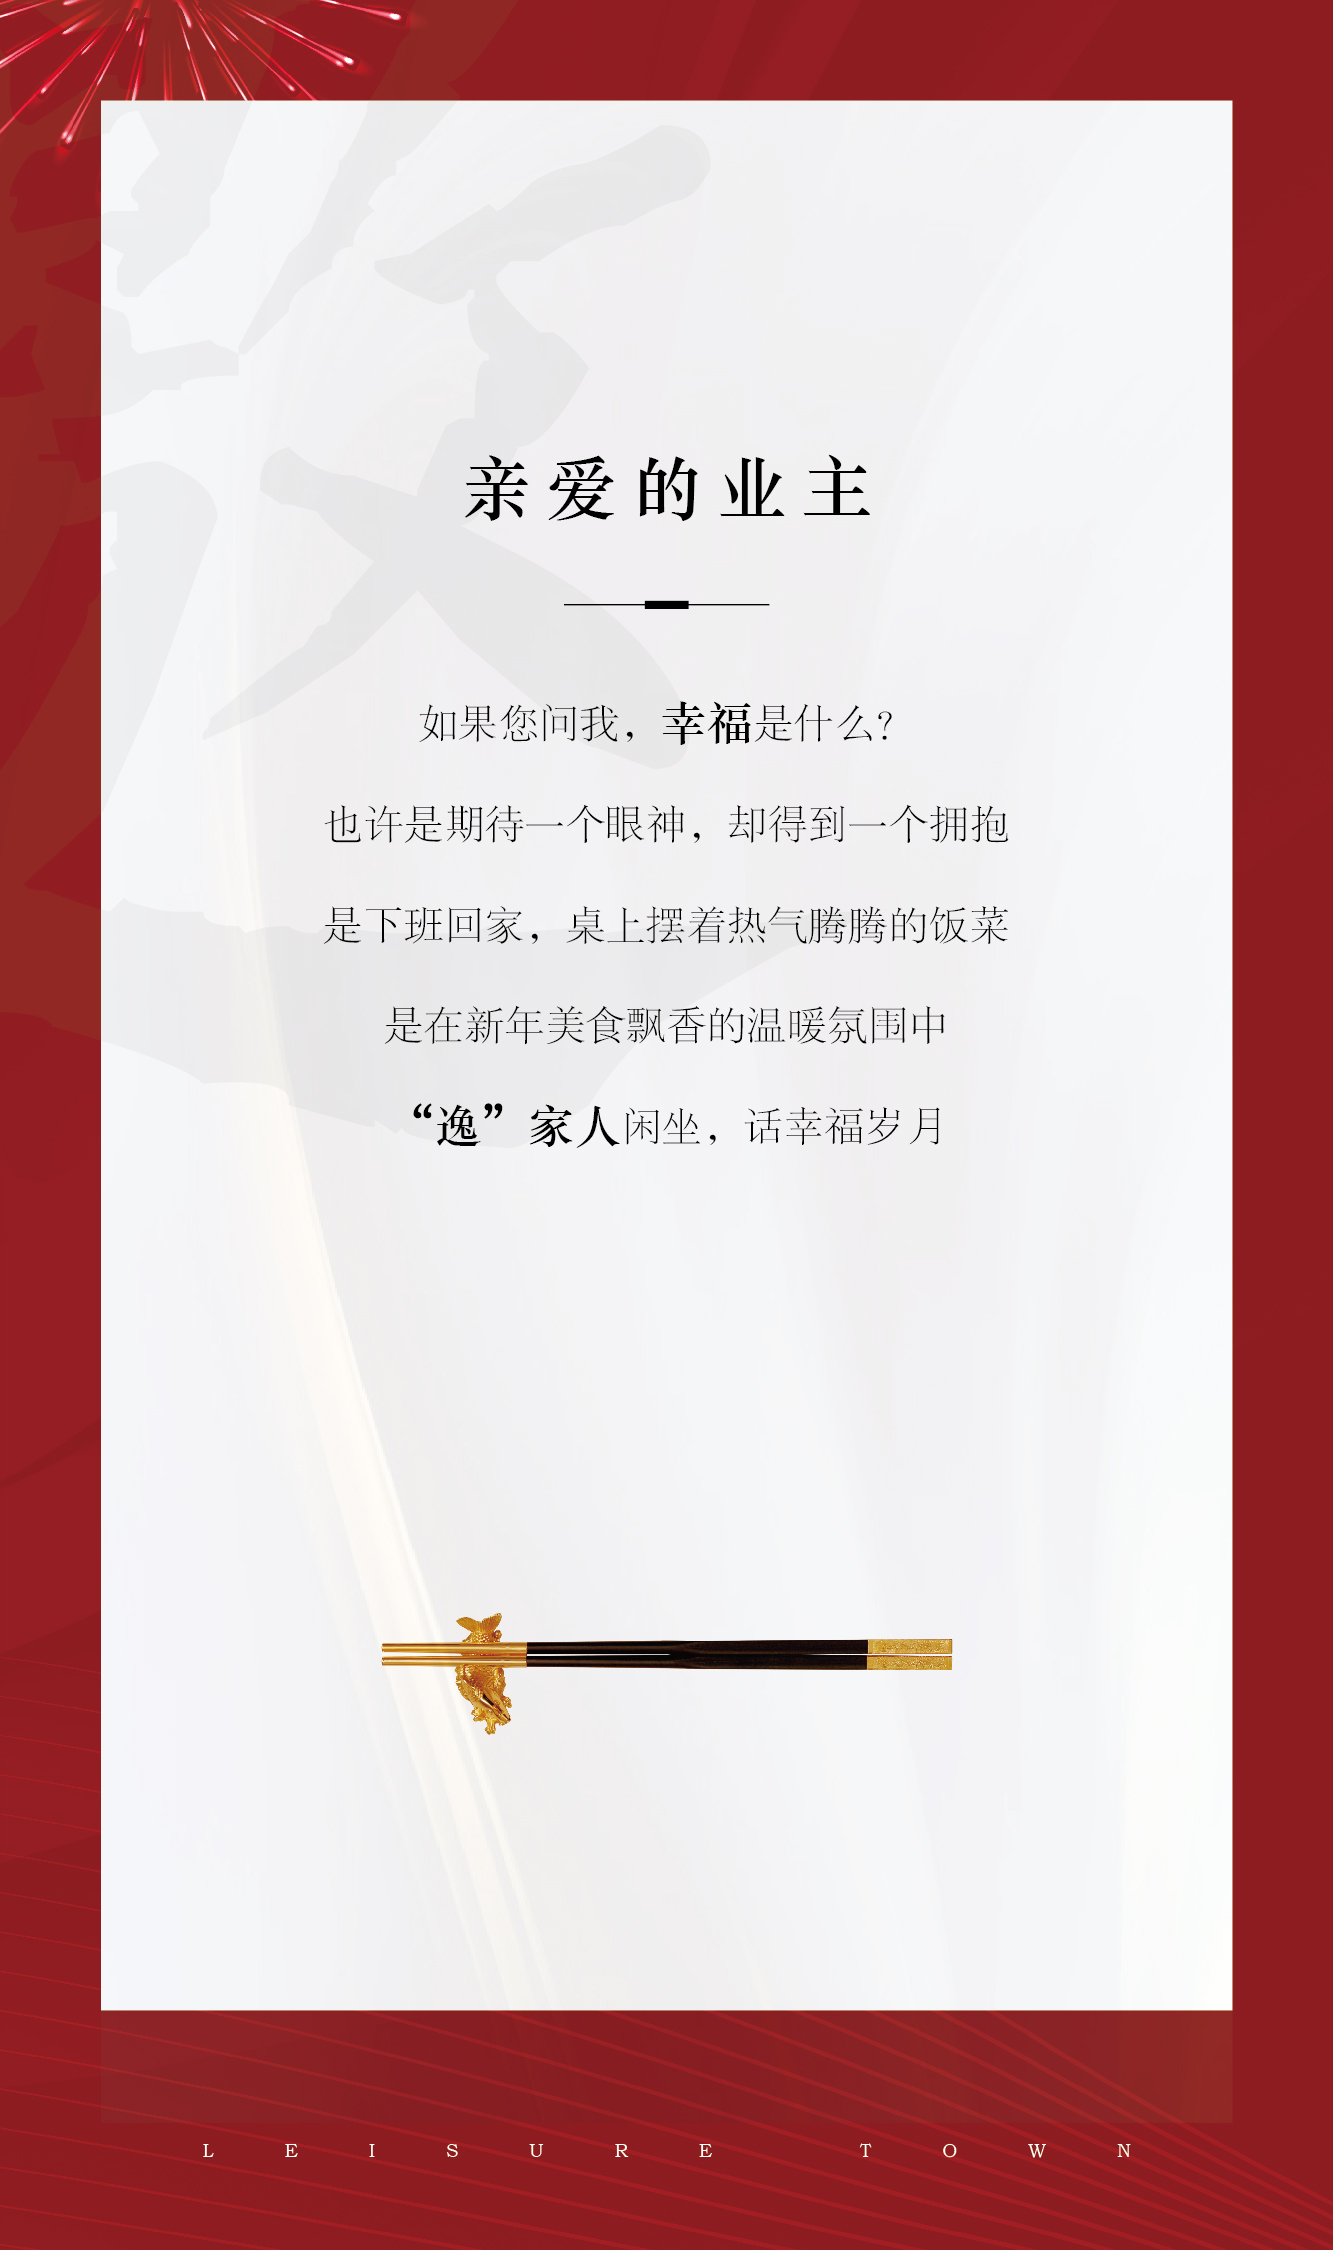 亲爱的业主
如果您问我，幸福是什么？
也许是期待一个眼神，却得到一个拥抱
是下班回家，桌上摆着热气腾腾的饭菜
是在新年美食飘香的温暖氛围中
“逸”家人闲坐，话幸福岁月
LEISURE TOWN